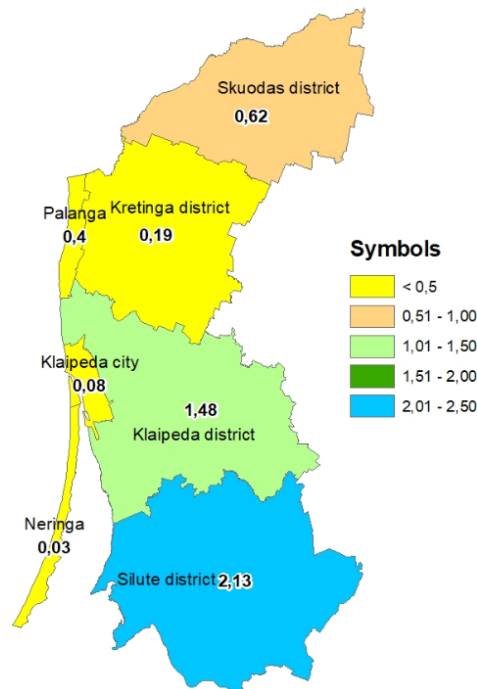 Skuodas district
0,62
Palanga
0,4
Kretinga district
0,19
Klaipeda city
0,08
1,48
Klaipeda district
Neringa
0,03
Silute district 2,13
Symbols
< 0,5
0,51 - 1,00
1,01 - 1,50
1,51 - 2,00
2,01 - 2,50